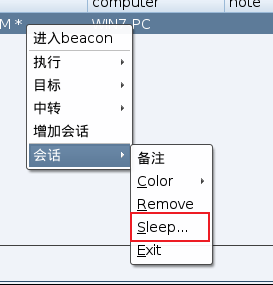 computer
note
M *
WIN7-PC
进入beacon
执行
目标
中转
增加会话
会话
备注
Color
Remove
Sleep...
Exit